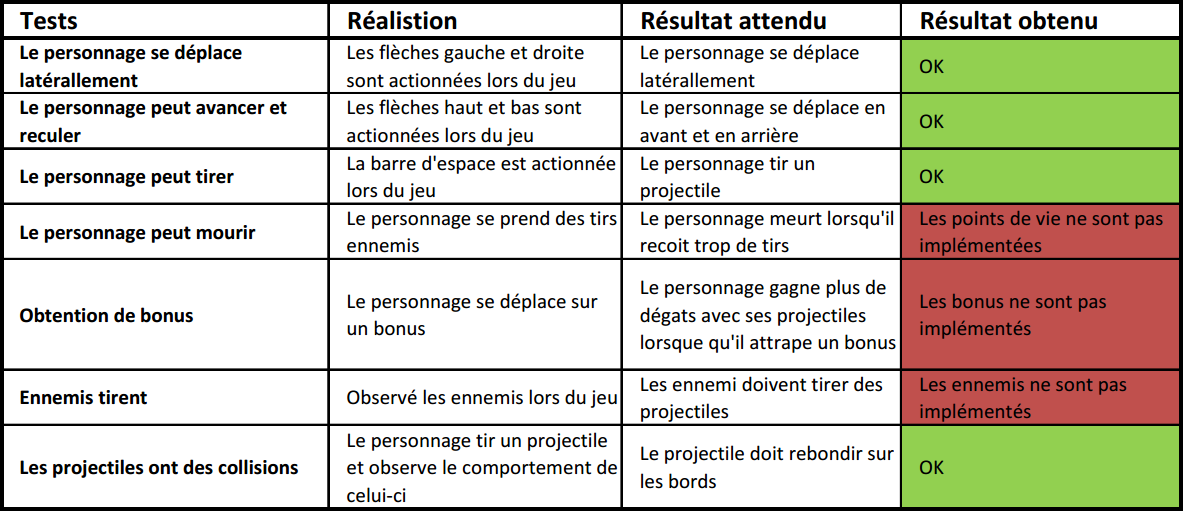 Tests
Réalistion
Résultat attendu
Résultat obtenu
Le personnage se déplace
latérallement
Les flèches gauche et droite
sont actionnées lors du jeu
Le personnage se déplace
latérallement
OK
Le personnage peut avancer et
reculer
Les flèches haut et bas sont
actionnées lors du jeu
Le personnage se déplace en
avant et en arrière
OK
Le personnage peut tirer
La barre d'espace est actionnée
lors du jeu
Le personnage tir un
projectile
OK
Le personnage peut mourir
Le personnage se prend des tirs
ennemis
Le personnage meurt lorsqu'il
recoit trop de tirs
Les points de vie ne sont pas
implémentées
Obtention de bonus
Le personnage se déplace sur
un bonus
Le personnage gagne plus de
dégats avec ses projectiles
lorsque qu'il attrape un bonus
Les bonus ne sont pas
implémentés
Ennemis tirent
Observé les ennemis lors du jeu
Les ennemi doivent tirer des
projectiles
Les ennemis ne sont pas
implémentés
Les projectiles ont des collisions
Le personnage tir un projectile
et observe le comportement de
celui-ci
Le projectile doit rebondir sur
les bords
OK